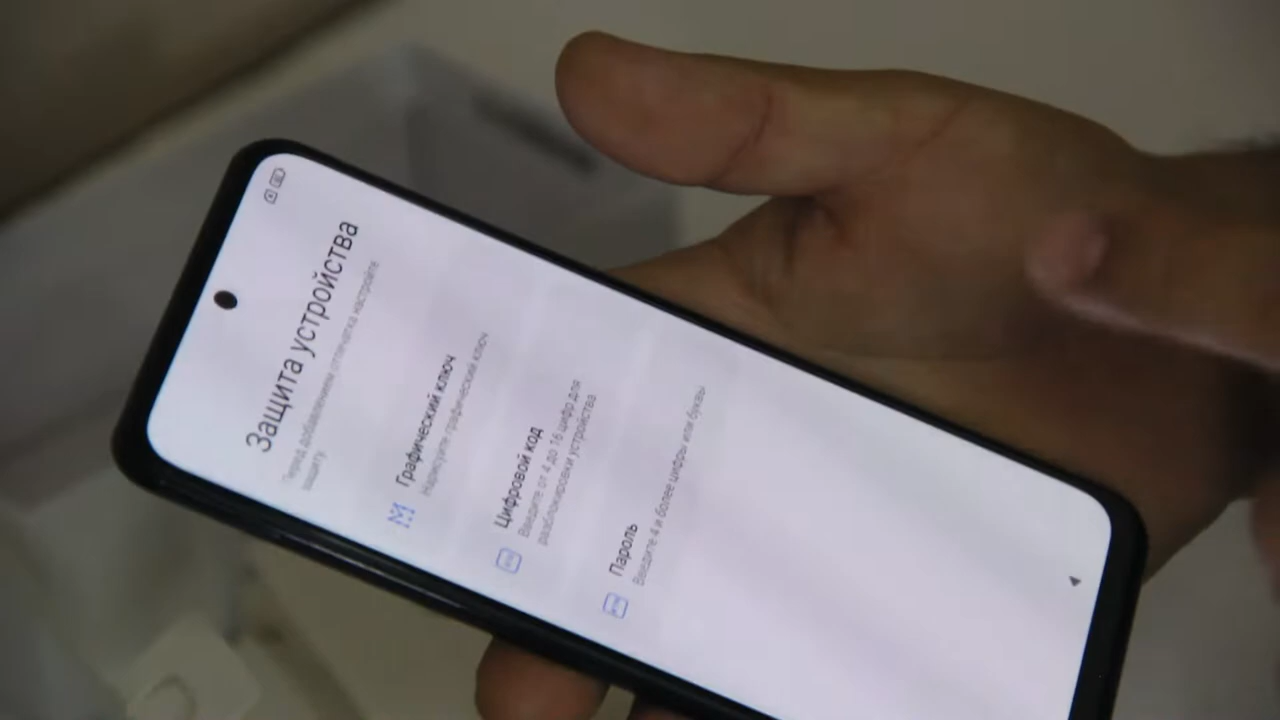 Защита устройства
Перед добавлением отпечатка настройте
защиту
Графический ключ
Нарисуйте графический ключ
Цифровой код
Введите от 4 до 16 цифр для
разблокировки устройства
Пароль
Введите 4 и более цифры или буквы